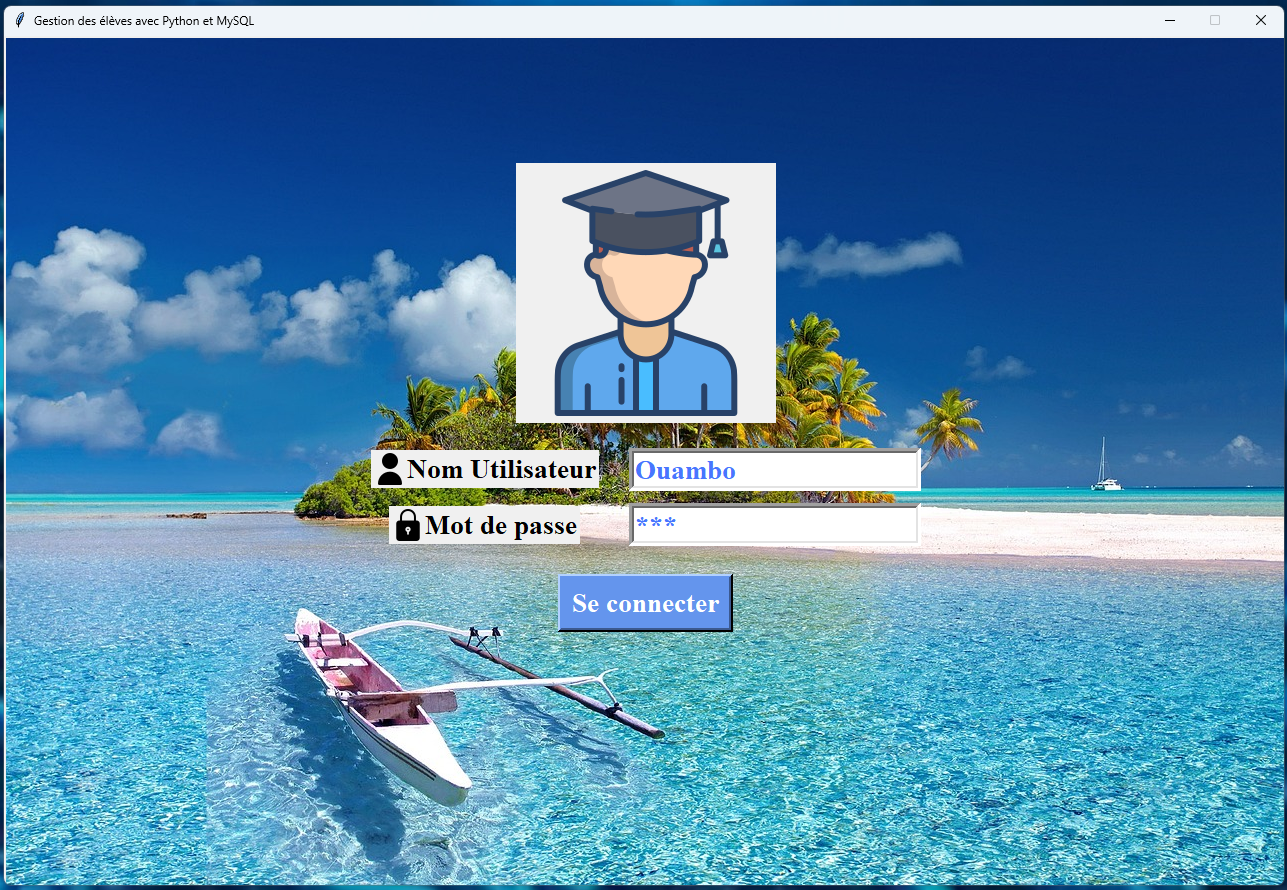 Gestion des élèves avec Python et MySQL
Nom Utilisateur Ouambo
Mot de passe ***
Se connecter